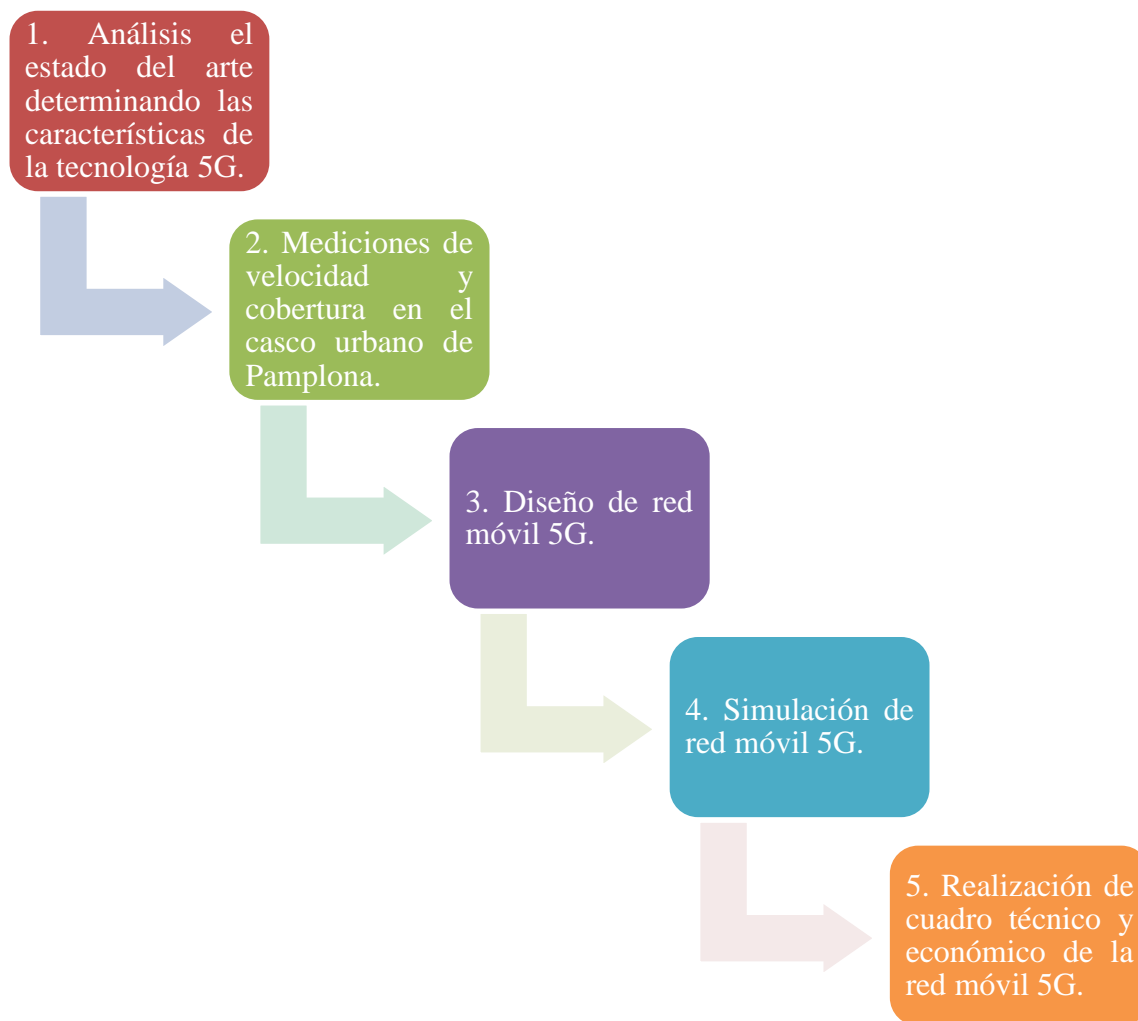 1. Análisis el
estado del arte
determinando las
características de
la tecnología 5G.
2. Mediciones de
velocidad y
cobertura en el
casco urbano de
Pamplona.
3. Diseño de red
móvil 5G.
4. Simulación de
red móvil 5G.
5. Realización de
cuadro técnico y
económico de la
red móvil 5G.